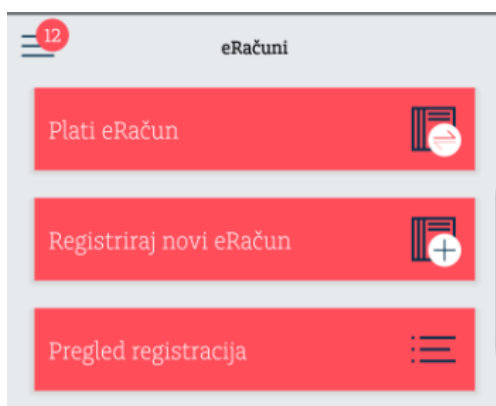 12
eRačuni
Plati eRačun
Registriraj novi eRačun
Pregled registracija